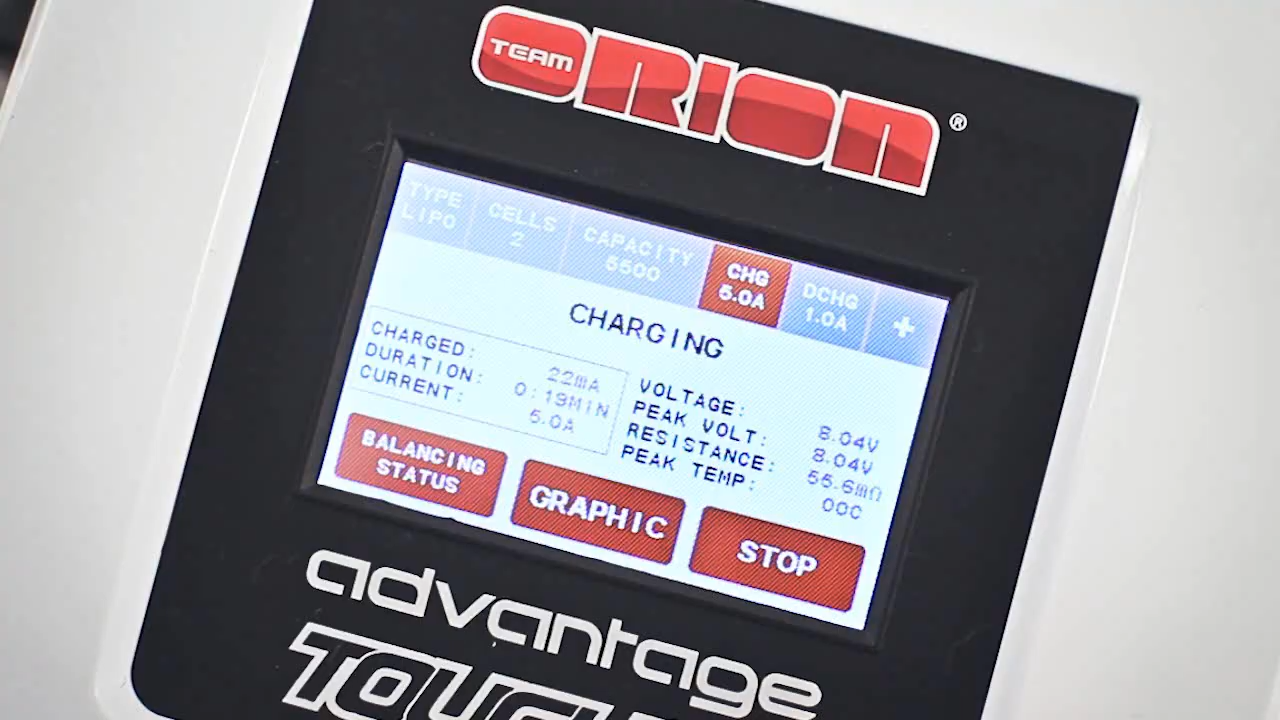 TEAM ORION ®
TYPE LIPO
CELLS 2
CAPACITY 5500
CHG 5.0A
DCHG 1.0A
+
CHARGING
CHARGED: 22mA
DURATION: 0:19MIN
CURRENT: 5.0A
VOLTAGE: 8.04V
PEAK VOLT: 8.04V
RESISTANCE: 55.6mΩ
PEAK TEMP: 00C
BALANCING STATUS
GRAPHIC
STOP
advantage